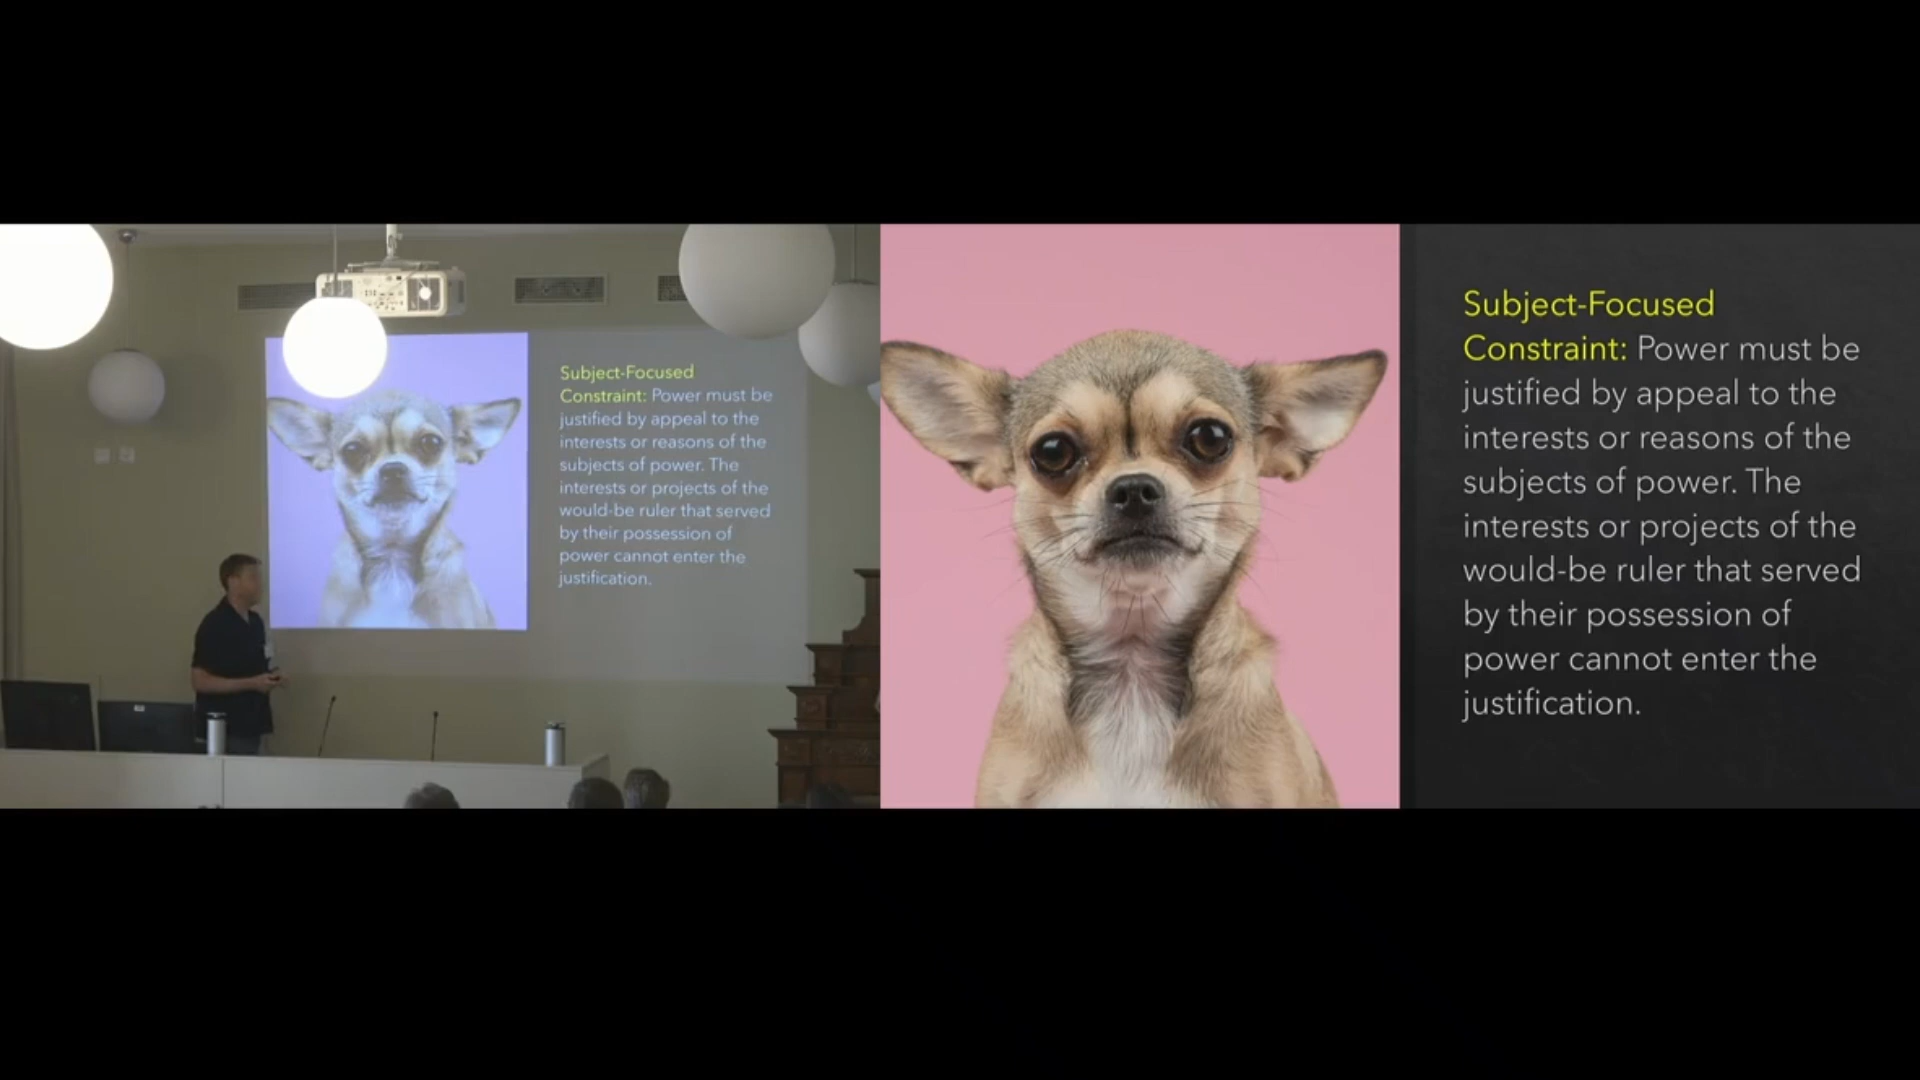 Subject-Focused
Constraint: Power must be
justified by appeal to the
interests or reasons of the
subjects of power. The
interests or projects of the
would-be ruler that served
by their possession of
power cannot enter the
justification.
Subject-Focused
Constraint: Power must be
justified by appeal to the
interests or reasons of the
subjects of power. The
interests or projects of the
would-be ruler that served
by their possession of
power cannot enter the
justification.